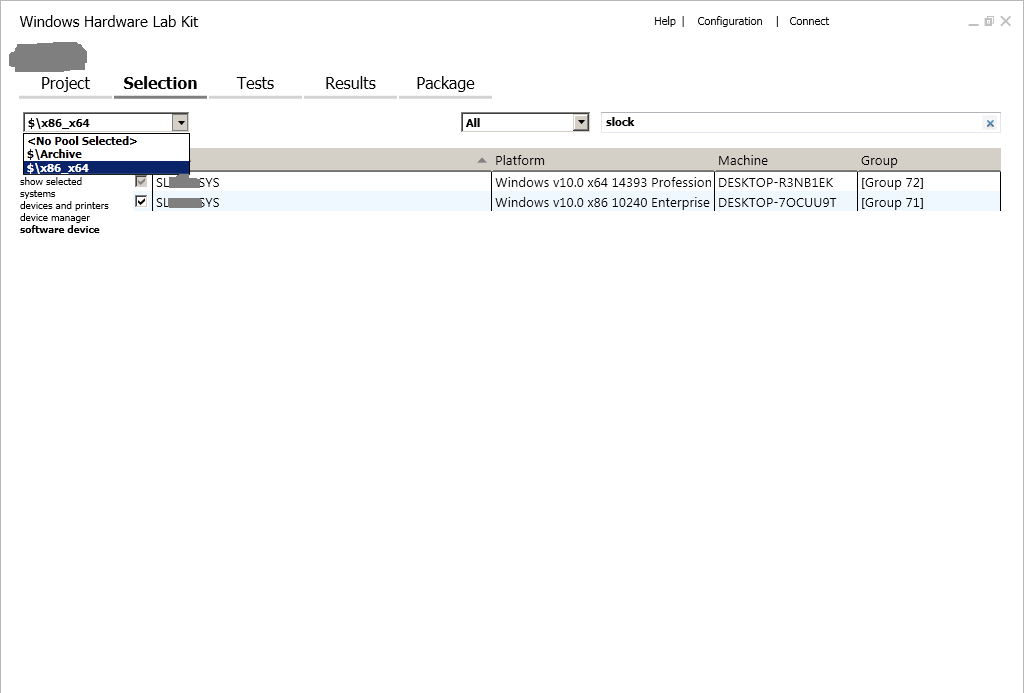 Windows Hardware Lab Kit
Help | Configuration | Connect
Project Selection Tests Results Package
$\x86_x64 All slock
<No Pool Selected>
$\Archive
$\x86_x64
Platform Machine Group
show selected
systems
devices and printers
device manager
software device
SL SYS Windows v10.0 x64 14393 Profession DESKTOP-R3NB1EK [Group 72]
SL SYS Windows v10.0 x86 10240 Enterprise DESKTOP-7OCUU9T [Group 71]